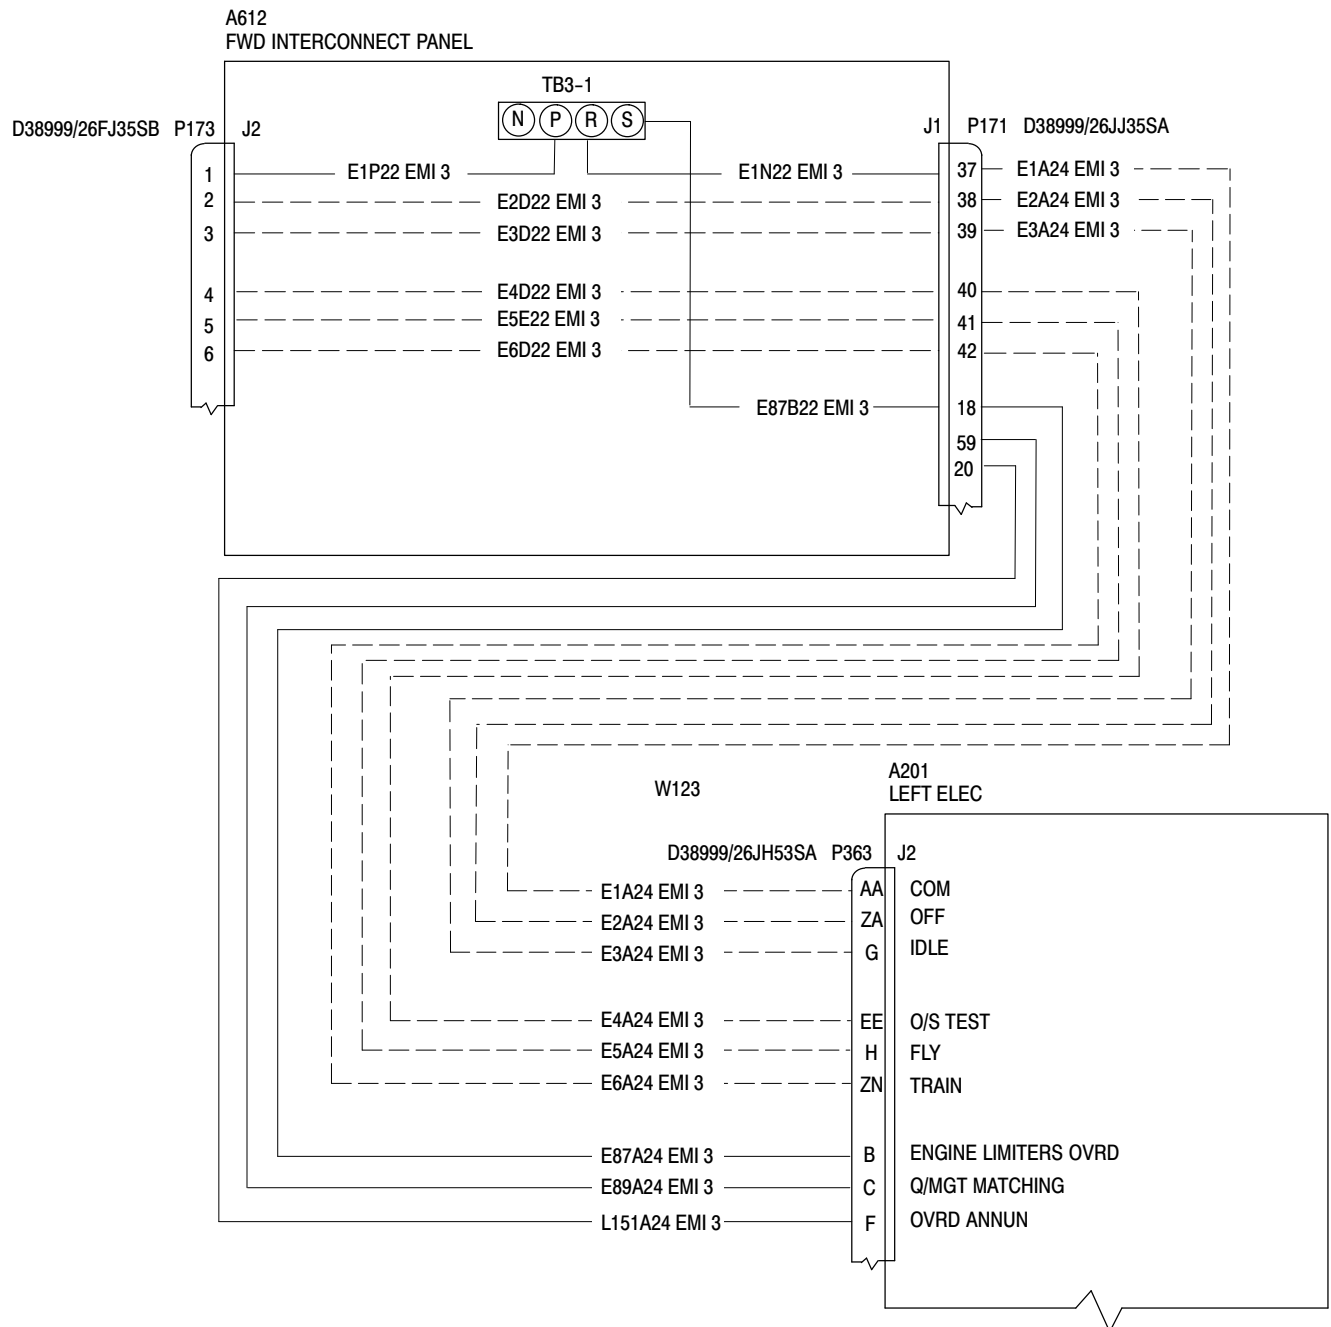 A612
FWD INTERCONNECT PANEL
TB3-1
N P R S
D38999/26FJ35SB P173 J2
J1 P171 D38999/26JJ35SA
1 E1P22 EMI 3 E1N22 EMI 3 37 E1A24 EMI 3
2 E2D22 EMI 3 38 E2A24 EMI 3
3 E3D22 EMI 3 39 E3A24 EMI 3
4 E4D22 EMI 3 40
5 E5E22 EMI 3 41
6 E6D22 EMI 3 42
E87B22 EMI 3 18
59
20
W123
A201
LEFT ELEC
D38999/26JH53SA P363 J2
E1A24 EMI 3 AA COM
E2A24 EMI 3 ZA OFF
E3A24 EMI 3 G IDLE
E4A24 EMI 3 EE O/S TEST
E5A24 EMI 3 H FLY
E6A24 EMI 3 ZN TRAIN
E87A24 EMI 3 B ENGINE LIMITERS OVRD
E89A24 EMI 3 C Q/MGT MATCHING
L151A24 EMI 3 F OVRD ANNUN